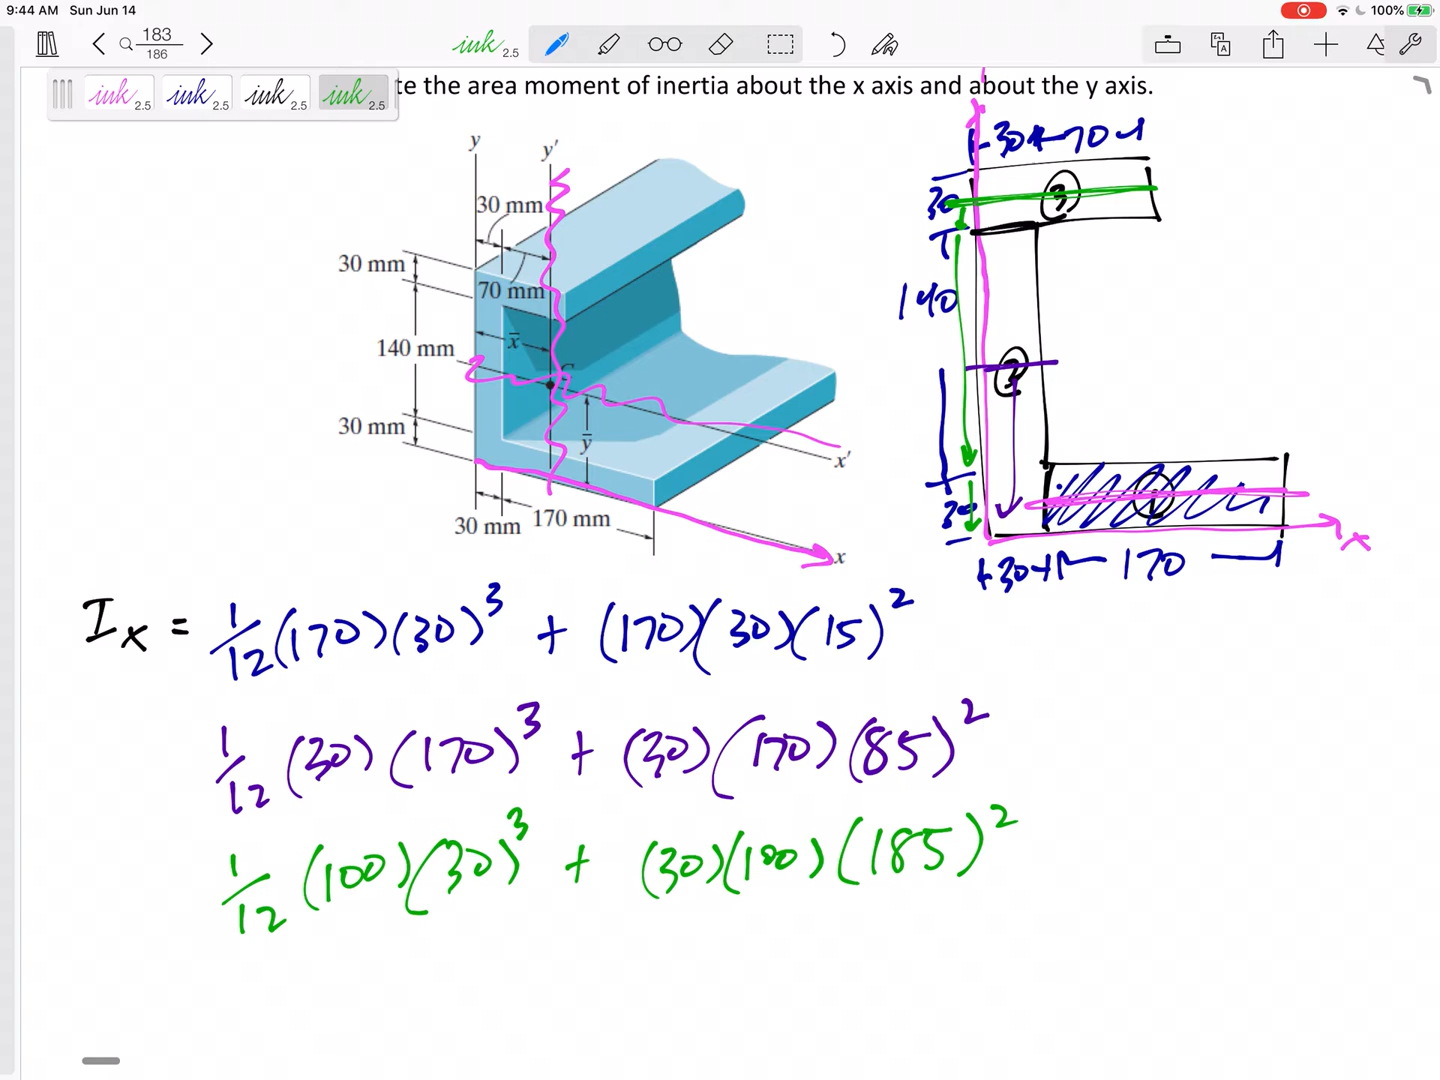 9:44 AM Sun Jun 14
100%
183
186
ink 2.5
ink 2.5
ink 2.5
ink 2.5
ink 2.5
te the area moment of inertia about the x axis and about the y axis.
y
y'
30 mm
30 mm
70 mm
x̄
140 mm
C
30 mm
ȳ
x'
30 mm
170 mm
x
30
70
30
3
140
2
1
30
x
30
170
Ix = 1/12 (170)(30)³ + (170)(30)(15)²
1/12 (30)(170)³ + (30)(170)(85)²
1/12 (100)(30)³ + (30)(100)(185)²